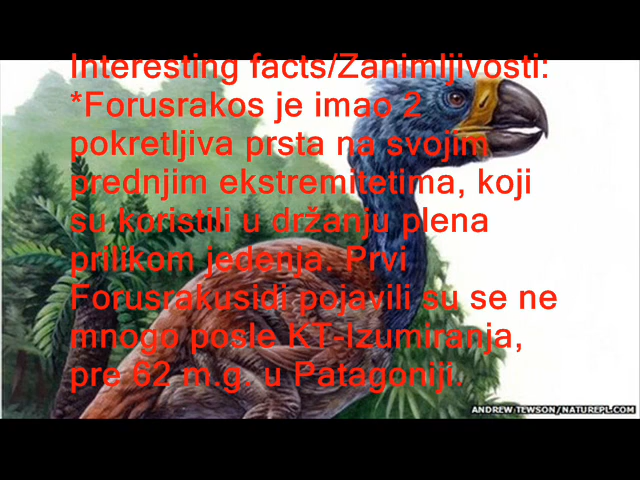 Interesting facts/Zanimljivosti:
*Forusrakos je imao 2
pokretljiva prsta na svojim
prednjim ekstremitetima, koji
su koristili u držanju plena
prilikom jedenja. Prvi
Forusrakusidi pojavili su se ne
mnogo posle KT-Izumiranja,
pre 62 m.g. u Patagoniji.
ANDREW TEWSON/NATUREPL.COM